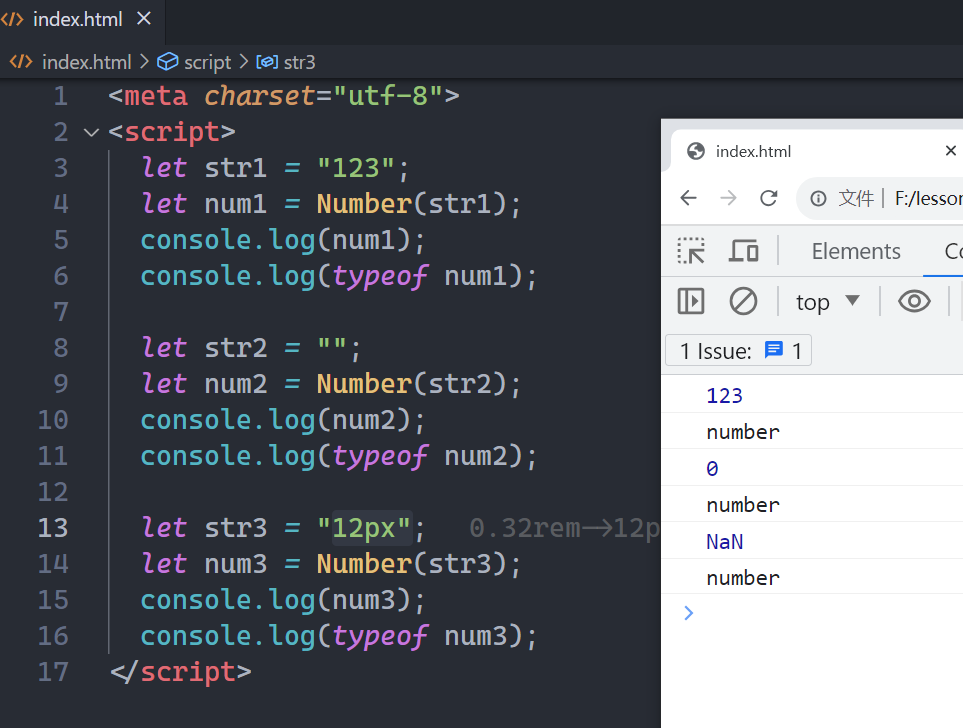 index.html
index.html > script > str3
1 <meta charset="utf-8">
2 <script>
3 let str1 = "123";
4 let num1 = Number(str1);
5 console.log(num1);
6 console.log(typeof num1);
7
8 let str2 = "";
9 let num2 = Number(str2);
10 console.log(num2);
11 console.log(typeof num2);
12
13 let str3 = "12px"; 0.32rem->12p
14 let num3 = Number(str3);
15 console.log(num3);
16 console.log(typeof num3);
17 </script>
index.html
文件 | F:/lesson
Elements Co
top
1 Issue: 1
123
number
0
number
NaN
number